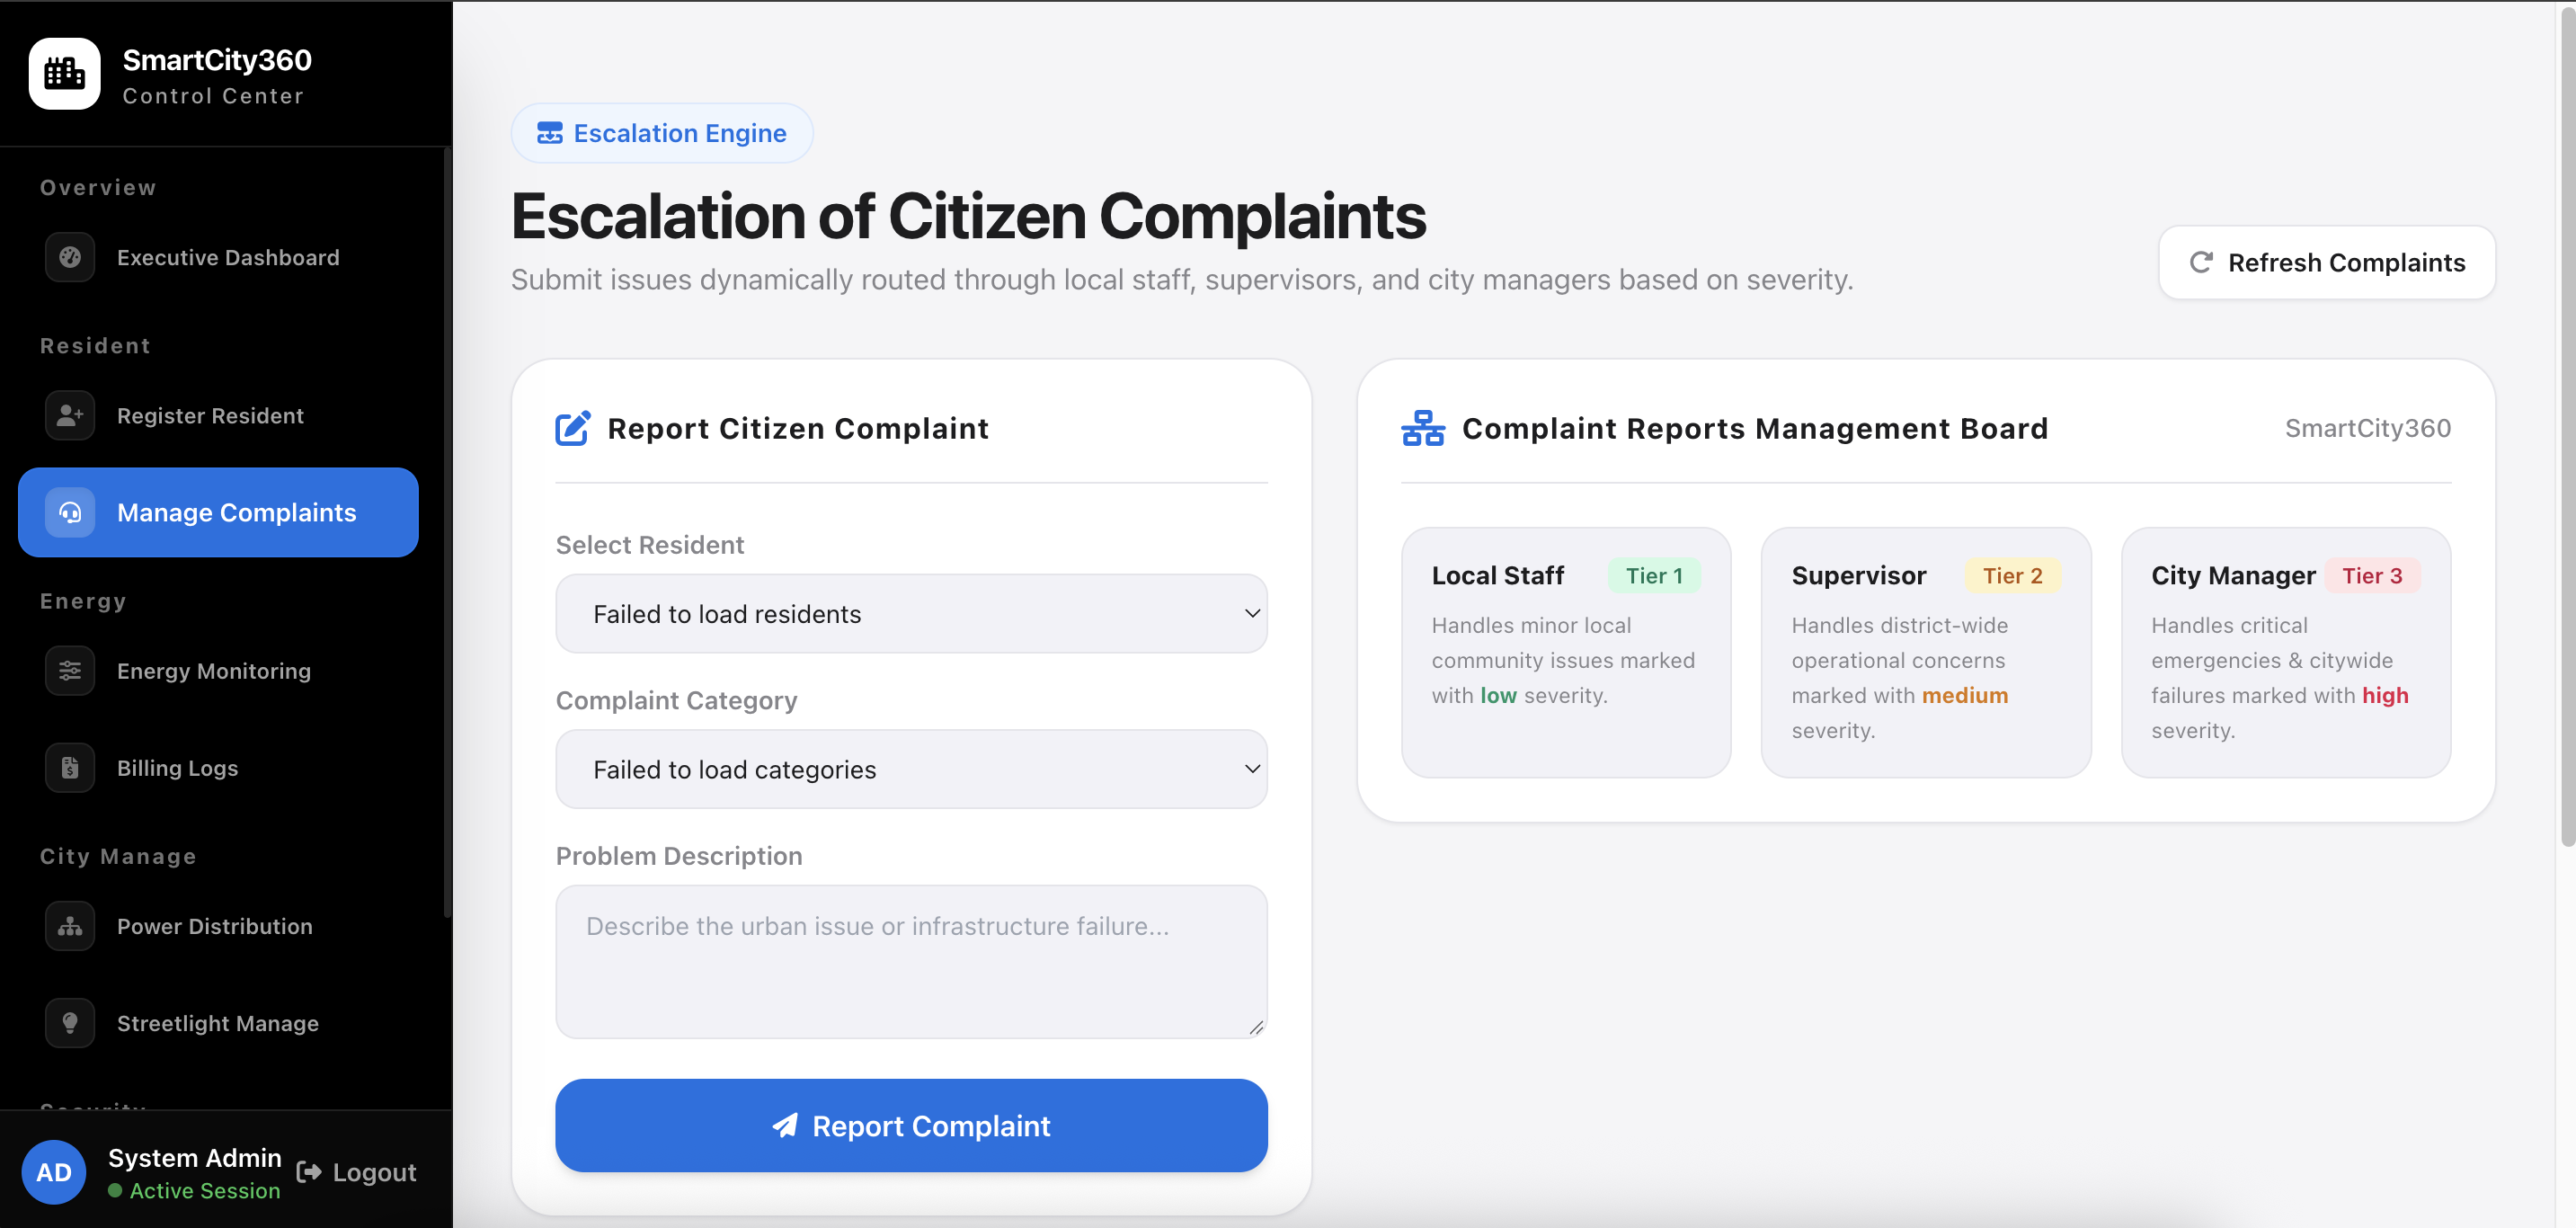 SmartCity360
Control Center
Overview
Executive Dashboard
Resident
Register Resident
Manage Complaints
Energy
Energy Monitoring
Billing Logs
City Manage
Power Distribution
Streetlight Manage
Security
AD
System Admin
Active Session
Logout
Escalation Engine
Escalation of Citizen Complaints
Submit issues dynamically routed through local staff, supervisors, and city managers based on severity.
Refresh Complaints
Report Citizen Complaint
Select Resident
Failed to load residents
Complaint Category
Failed to load categories
Problem Description
Describe the urban issue or infrastructure failure...
Report Complaint
Complaint Reports Management Board
SmartCity360
Local Staff Tier 1
Handles minor local
community issues marked
with low severity.
Supervisor Tier 2
Handles district-wide
operational concerns
marked with medium
severity.
City Manager Tier 3
Handles critical
emergencies & citywide
failures marked with high
severity.